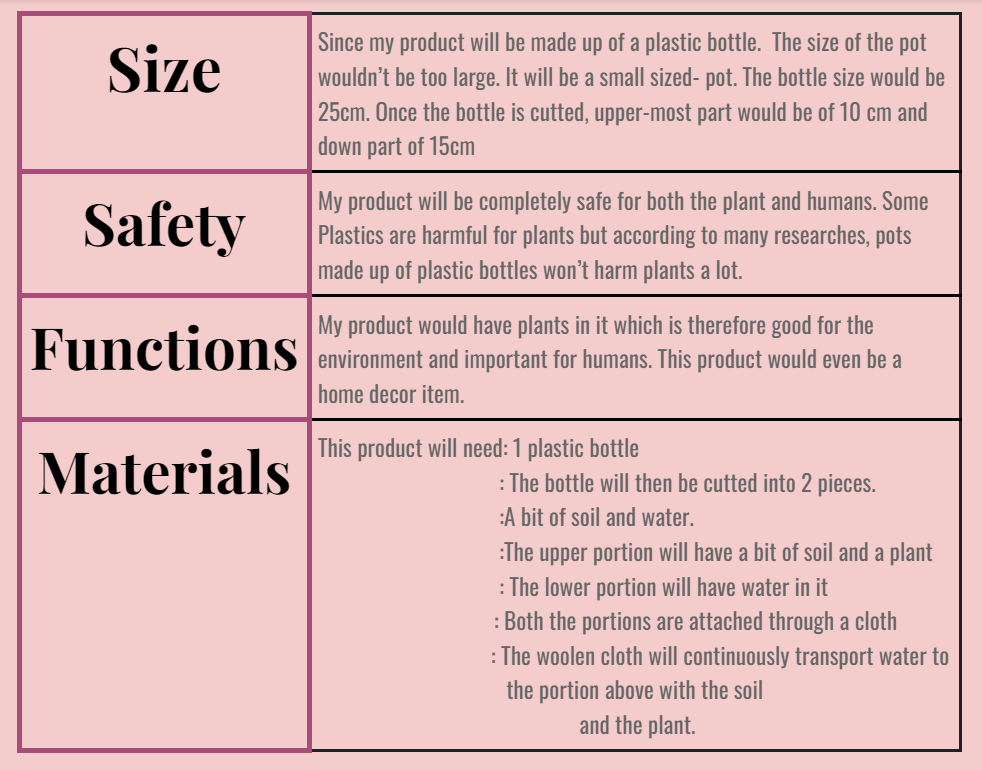 Size
Since my product will be made up of a plastic bottle.  The size of the pot
wouldn't be too large. It will be a small sized- pot. The bottle size would be
25cm. Once the bottle is cutted, upper-most part would be of 10 cm and
down part of 15cm
Safety
My product will be completely safe for both the plant and humans. Some
Plastics are harmful for plants but according to many researches, pots
made up of plastic bottles won't harm plants a lot.
Functions
My product would have plants in it which is therefore good for the
environment and important for humans. This product would even be a
home decor item.
Materials
This product will need: 1 plastic bottle
: The bottle will then be cutted into 2 pieces.
:A bit of soil and water.
:The upper portion will have a bit of soil and a plant
: The lower portion will have water in it
: Both the portions are attached through a cloth
: The woolen cloth will continuously transport water to
the portion above with the soil
and the plant.